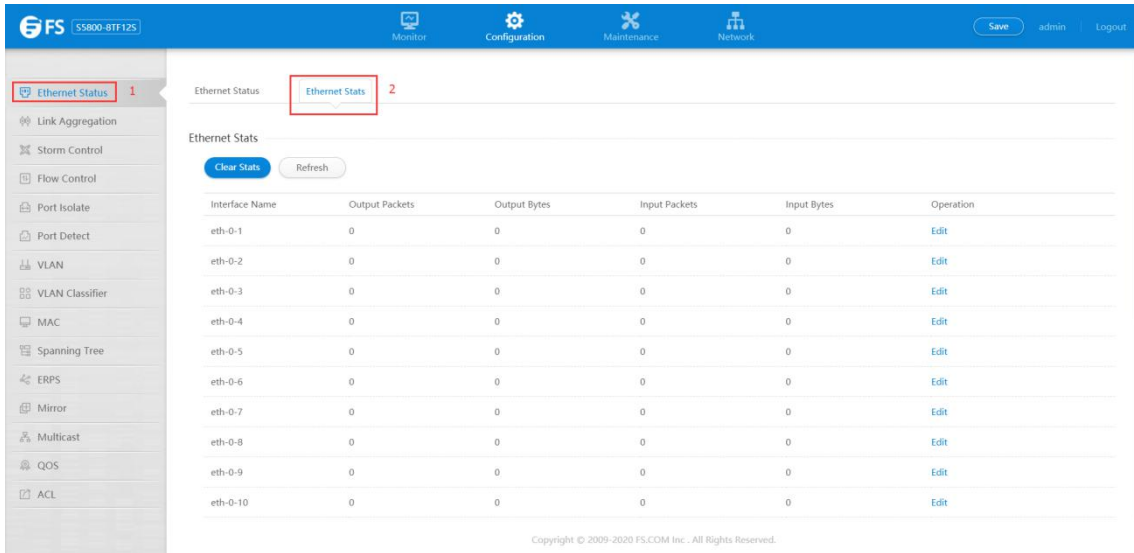 FS S5800-8TF12S Monitor Configuration Maintenance Network Save admin Logout
Ethernet Status 1
Link Aggregation
Storm Control
Flow Control
Port Isolate
Port Detect
VLAN
VLAN Classifier
MAC
Spanning Tree
ERPS
Mirror
Multicast
QOS
ACL
Ethernet Status Ethernet Stats 2
Ethernet Stats
Clear Stats Refresh
Interface Name Output Packets Output Bytes Input Packets Input Bytes Operation
eth-0-1 0 0 0 0 Edit
eth-0-2 0 0 0 0 Edit
eth-0-3 0 0 0 0 Edit
eth-0-4 0 0 0 0 Edit
eth-0-5 0 0 0 0 Edit
eth-0-6 0 0 0 0 Edit
eth-0-7 0 0 0 0 Edit
eth-0-8 0 0 0 0 Edit
eth-0-9 0 0 0 0 Edit
eth-0-10 0 0 0 0 Edit
Copyright © 2009-2020 FS.COM Inc . All Rights Reserved.